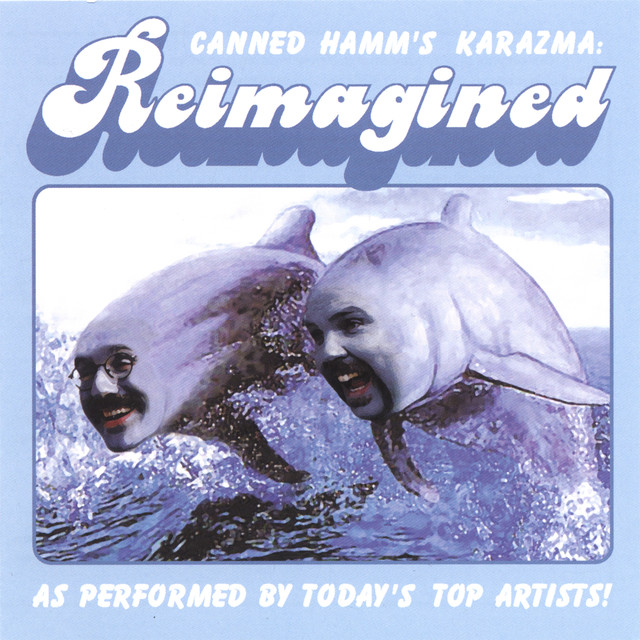 CANNED HAMM'S KARAZMA:
Reimagined
AS PERFORMED BY TODAY'S TOP ARTISTS!